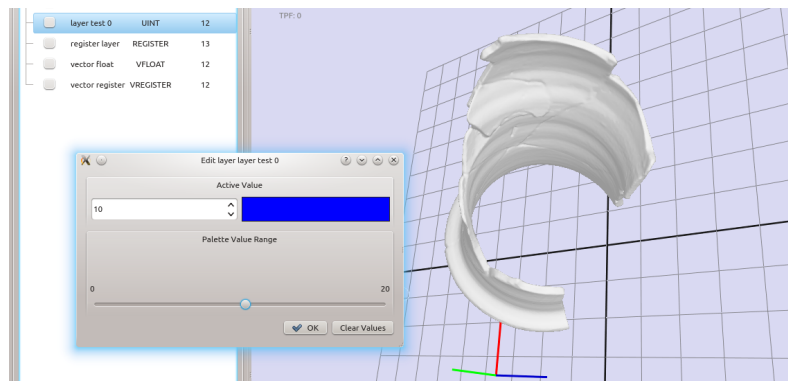 TPF: 0
layer test 0 UINT 12
register layer REGISTER 13
vector float VFLOAT 12
vector register VREGISTER 12
Edit layer layer test 0
Active Value
10
Palette Value Range
0 20
OK Clear Values